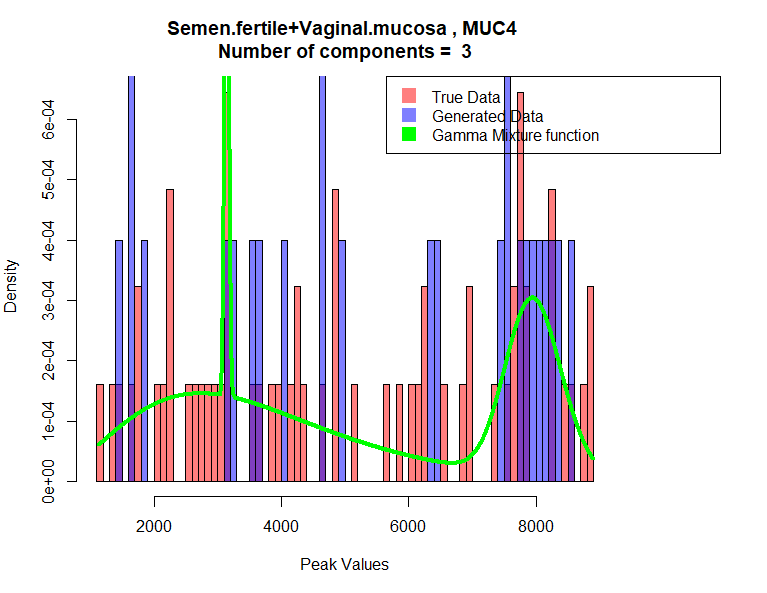 Semen.fertile+Vaginal.mucosa , MUC4
Number of components =  3
True Data
Generated Data
Gamma Mixture function
Density
6e-04
5e-04
4e-04
3e-04
2e-04
1e-04
0e+00
2000 4000 6000 8000
Peak Values